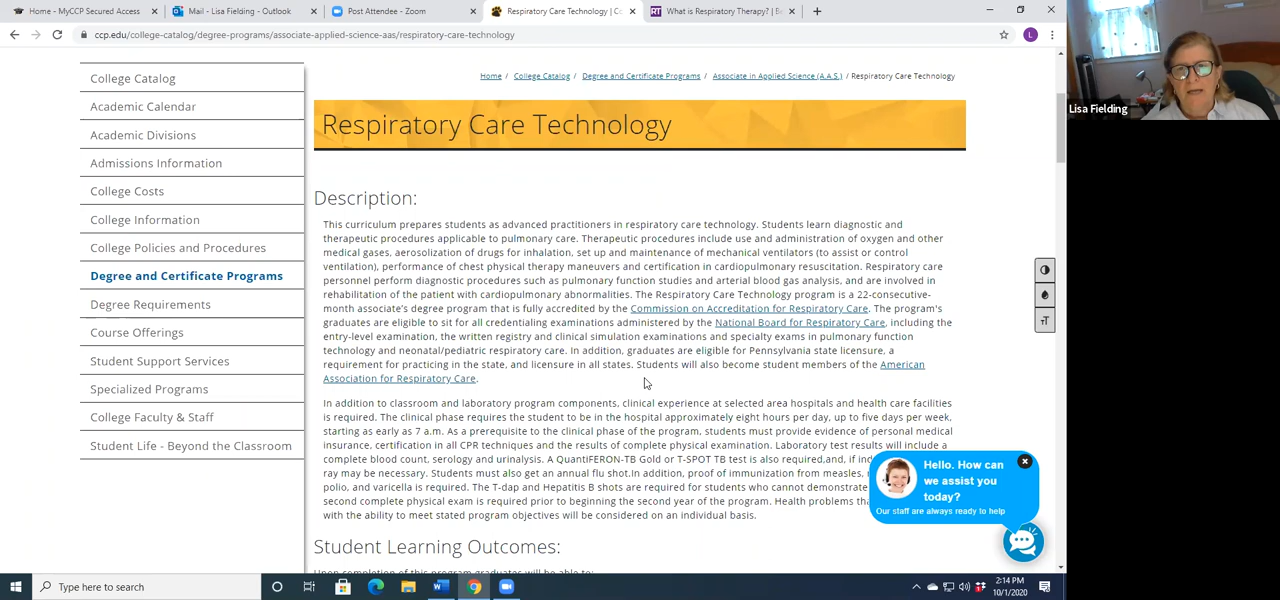 Home - MyCCP Secured Access
Mail - Lisa Fielding - Outlook
Post Attendee - Zoom
Respiratory Care Technology | Co
What is Respiratory Therapy? | Be
ccp.edu/college-catalog/degree-programs/associate-applied-science-aas/respiratory-care-technology
L
Lisa Fielding
College Catalog
Academic Calendar
Academic Divisions
Admissions Information
College Costs
College Information
College Policies and Procedures
Degree and Certificate Programs
Degree Requirements
Course Offerings
Student Support Services
Specialized Programs
College Faculty & Staff
Student Life - Beyond the Classroom
Home / College Catalog / Degree and Certificate Programs / Associate in Applied Science (A.A.S.) / Respiratory Care Technology
Respiratory Care Technology
Description:
This curriculum prepares students as advanced practitioners in respiratory care technology. Students learn diagnostic and
therapeutic procedures applicable to pulmonary care. Therapeutic procedures include use and administration of oxygen and other
medical gases, aerosolization of drugs for inhalation, set up and maintenance of mechanical ventilators (to assist or control
ventilation), performance of chest physical therapy maneuvers and certification in cardiopulmonary resuscitation. Respiratory care
personnel perform diagnostic procedures such as pulmonary function studies and arterial blood gas analysis, and are involved in
rehabilitation of the patient with cardiopulmonary abnormalities. The Respiratory Care Technology program is a 22-consecutive-
month associate's degree program that is fully accredited by the Commission on Accreditation for Respiratory Care. The program's
graduates are eligible to sit for all credentialing examinations administered by the National Board for Respiratory Care, including the
entry-level examination, the written registry and clinical simulation examinations and specialty exams in pulmonary function
technology and neonatal/pediatric respiratory care. In addition, graduates are eligible for Pennsylvania state licensure, a
requirement for practicing in the state, and licensure in all states. Students will also become student members of the American
Association for Respiratory Care.
In addition to classroom and laboratory program components, clinical experience at selected area hospitals and health care facilities
is required. The clinical phase requires the student to be in the hospital approximately eight hours per day, up to five days per week,
starting as early as 7 a.m. As a prerequisite to the clinical phase of the program, students must provide evidence of personal medical
insurance, certification in all CPR techniques and the results of complete physical examination. Laboratory test results will include a
complete blood count, serology and urinalysis. A QuantiFERON-TB Gold or T-SPOT TB test is also required,and, if ind
ray may be necessary. Students must also get an annual flu shot.In addition, proof of immunization from measles,
polio, and varicella is required. The T-dap and Hepatitis B shots are required for students who cannot demonstrate
second complete physical exam is required prior to beginning the second year of the program. Health problems tha
with the ability to meet stated program objectives will be considered on an individual basis.
Student Learning Outcomes:
Upon completion of this program graduates will be able to:
Hello. How can
we assist you
today?
Our staff are always ready to help
Type here to search
2:14 PM
10/1/2020